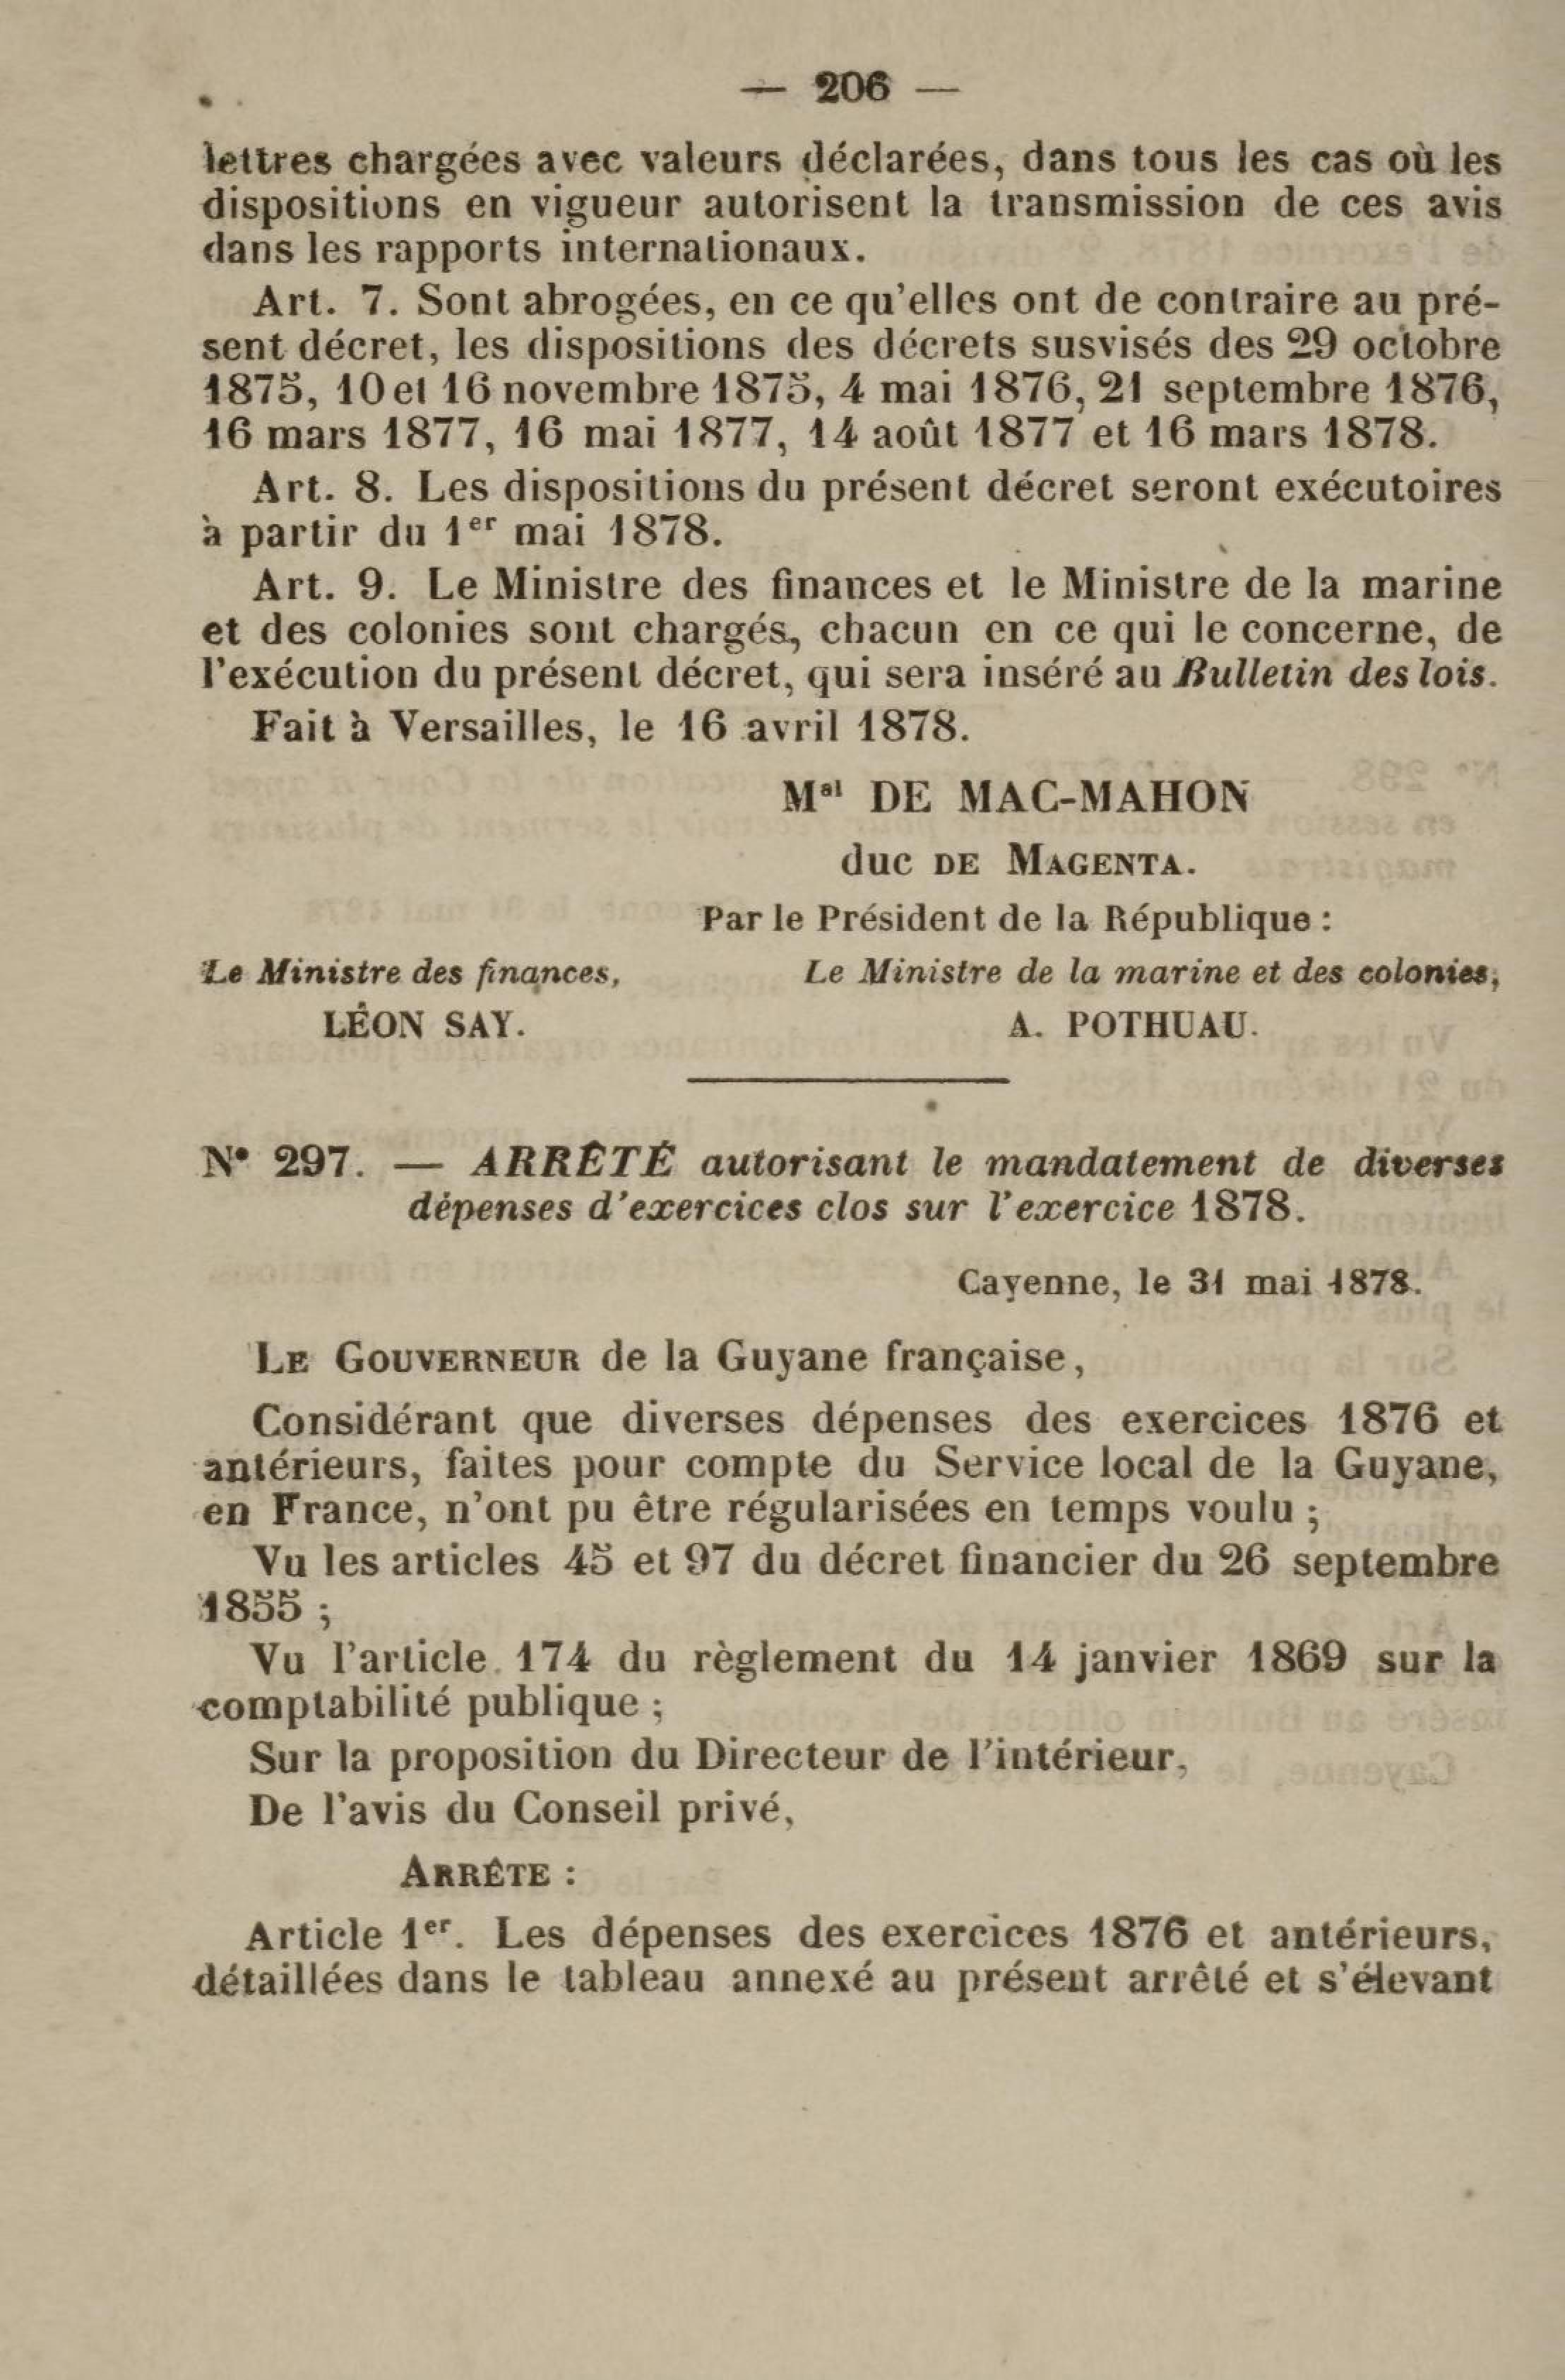 — 206 —
lettres chargées avec valeurs déclarées, dans tous les cas où les
dispositions en vigueur autorisent la transmission de ces avis
dans les rapports internationaux.
Art. 7. Sont abrogées, en ce qu'elles ont de contraire au pré-
sent décret, les dispositions des décrets susvisés des 29 octobre
1875, 10 et 16 novembre 1875, 4 mai 1876, 21 septembre 1876,
16 mars 1877, 16 mai 1877, 14 août 1877 et 16 mars 1878.
Art. 8. Les dispositions du présent décret seront exécutoires
à partir du 1er mai 1878.
Art. 9. Le Ministre des finances et le Ministre de la marine
et des colonies sont chargés, chacun en ce qui le concerne, de
l'exécution du présent décret, qui sera inséré au Bulletin des lois.
Fait à Versailles, le 16 avril 1878.
Mal DE MAC-MAHON
duc DE MAGENTA.
Par le Président de la République :
Le Ministre des finances, Le Ministre de la marine et des colonies,
LÉON SAY. A. POTHUAU.
N° 297. — ARRÊTÉ autorisant le mandatement de diverses
dépenses d'exercices clos sur l'exercice 1878.
Cayenne, le 31 mai 1878.
LE GOUVERNEUR de la Guyane française,
Considérant que diverses dépenses des exercices 1876 et
antérieurs, faites pour compte du Service local de la Guyane,
en France, n'ont pu être régularisées en temps voulu ;
Vu les articles 45 et 97 du décret financier du 26 septembre
1855 ;
Vu l'article 174 du règlement du 14 janvier 1869 sur la
comptabilité publique ;
Sur la proposition du Directeur de l'intérieur,
De l'avis du Conseil privé,
ARRÊTE :
Article 1er. Les dépenses des exercices 1876 et antérieurs,
détaillées dans le tableau annexé au présent arrêté et s'élevant